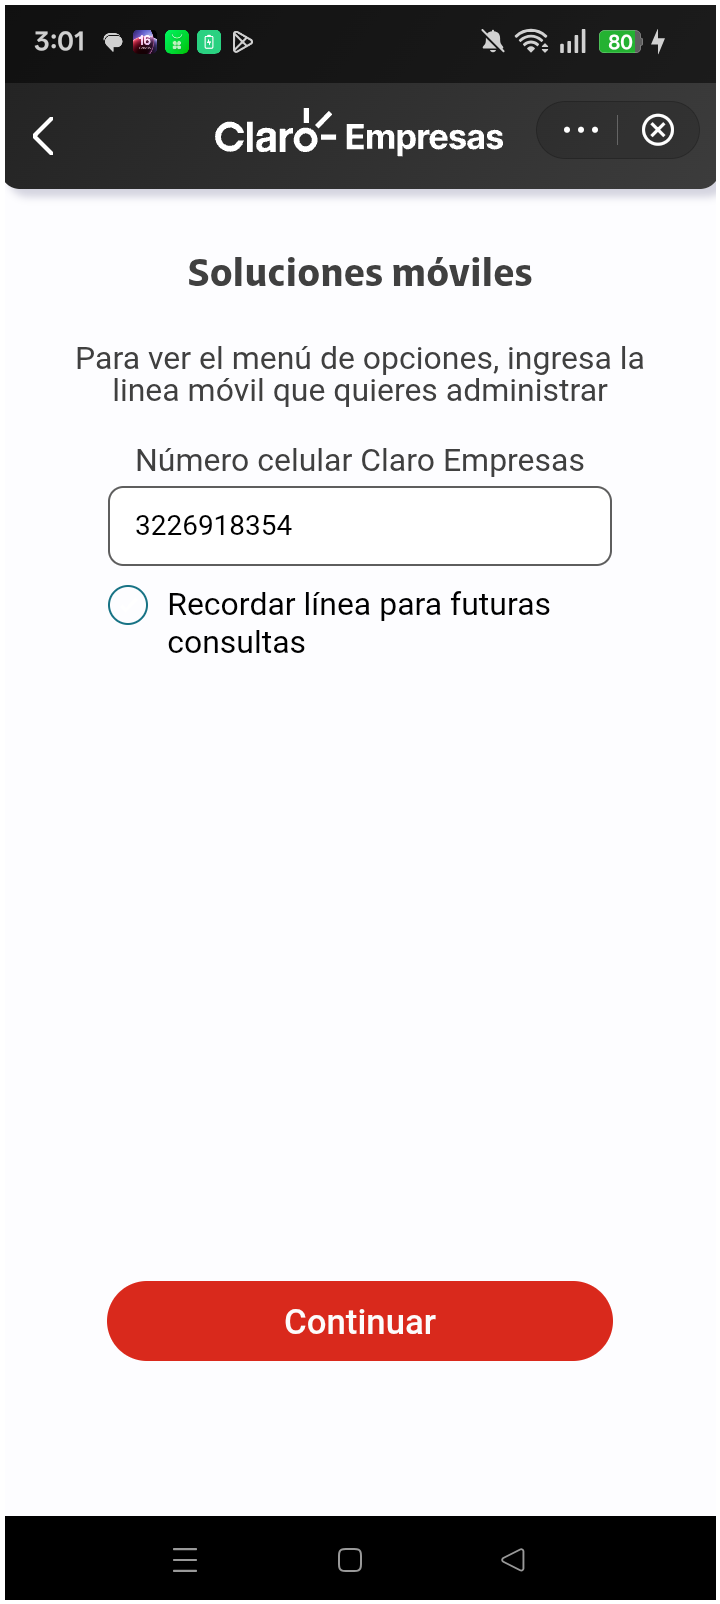 3:01
16
80
Claro Empresas
Soluciones móviles
Para ver el menú de opciones, ingresa la
linea móvil que quieres administrar
Número celular Claro Empresas
3226918354
Recordar línea para futuras
consultas
Continuar